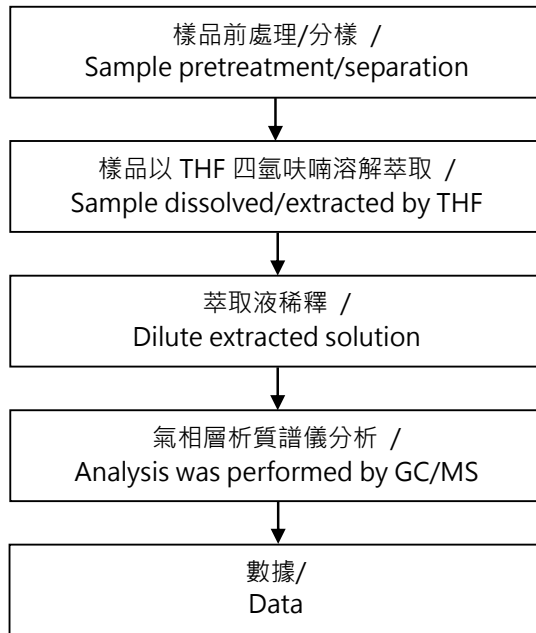 樣品前處理/分樣 /
Sample pretreatment/separation
樣品以 THF 四氫呋喃溶解萃取 /
Sample dissolved/extracted by THF
萃取液稀釋 /
Dilute extracted solution
氣相層析質譜儀分析 /
Analysis was performed by GC/MS
數據/
Data